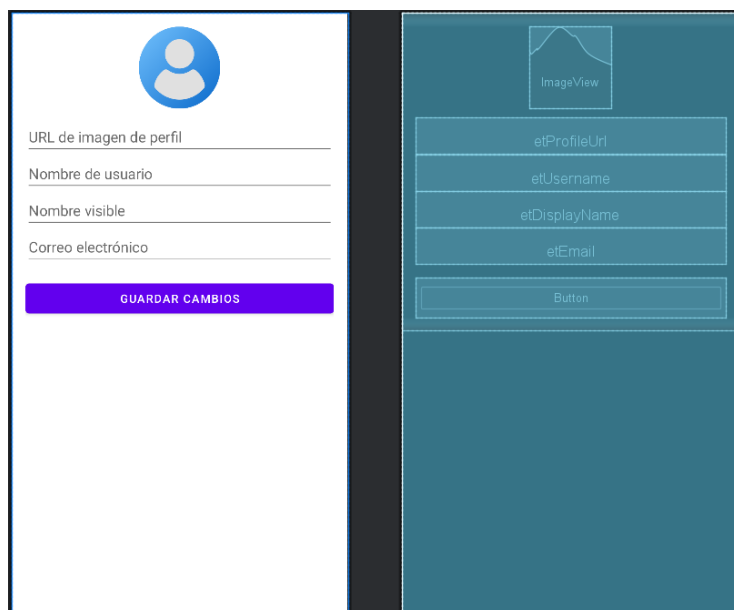 URL de imagen de perfil
Nombre de usuario
Nombre visible
Correo electrónico
GUARDAR CAMBIOS
ImageView
etProfileUrl
etUsername
etDisplayName
etEmail
Button